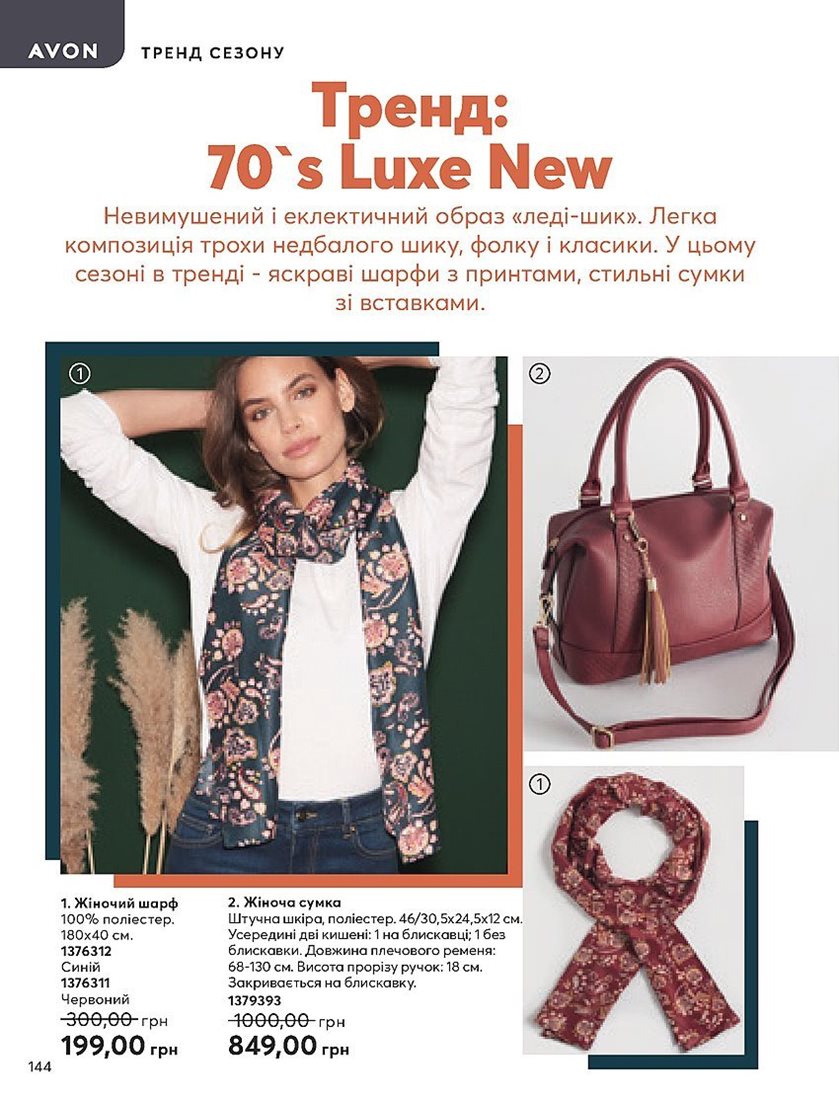 AVON
ТРЕНД СЕЗОНУ
Тренд:
70`s Luxe New
Невимушений і еклектичний образ «леді-шик». Легка
композиція трохи недбалого шику, фолку і класики. У цьому
сезоні в тренді - яскраві шарфи з принтами, стильні сумки
зі вставками.
1
2
1
1. Жіночий шарф
100% поліестер.
180x40 см.
1376312
Синій
1376311
Червоний
300,00 грн
199,00 грн
2. Жіноча сумка
Штучна шкіра, поліестер. 46/30,5x24,5x12 см.
Усередині дві кишені: 1 на блискавці; 1 без
блискавки. Довжина плечового ременя:
68-130 см. Висота прорізу ручок: 18 см.
Закривається на блискавку.
1379393
1000,00 грн
849,00 грн
144